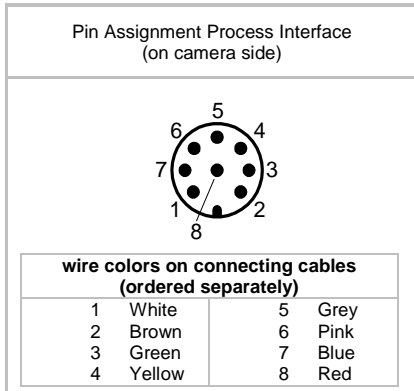 Pin Assignment Process Interface
(on camera side)
5
6 4
7 3
1 2
8
wire colors on connecting cables
(ordered separately)
1 White 5 Grey
2 Brown 6 Pink
3 Green 7 Blue
4 Yellow 8 Red